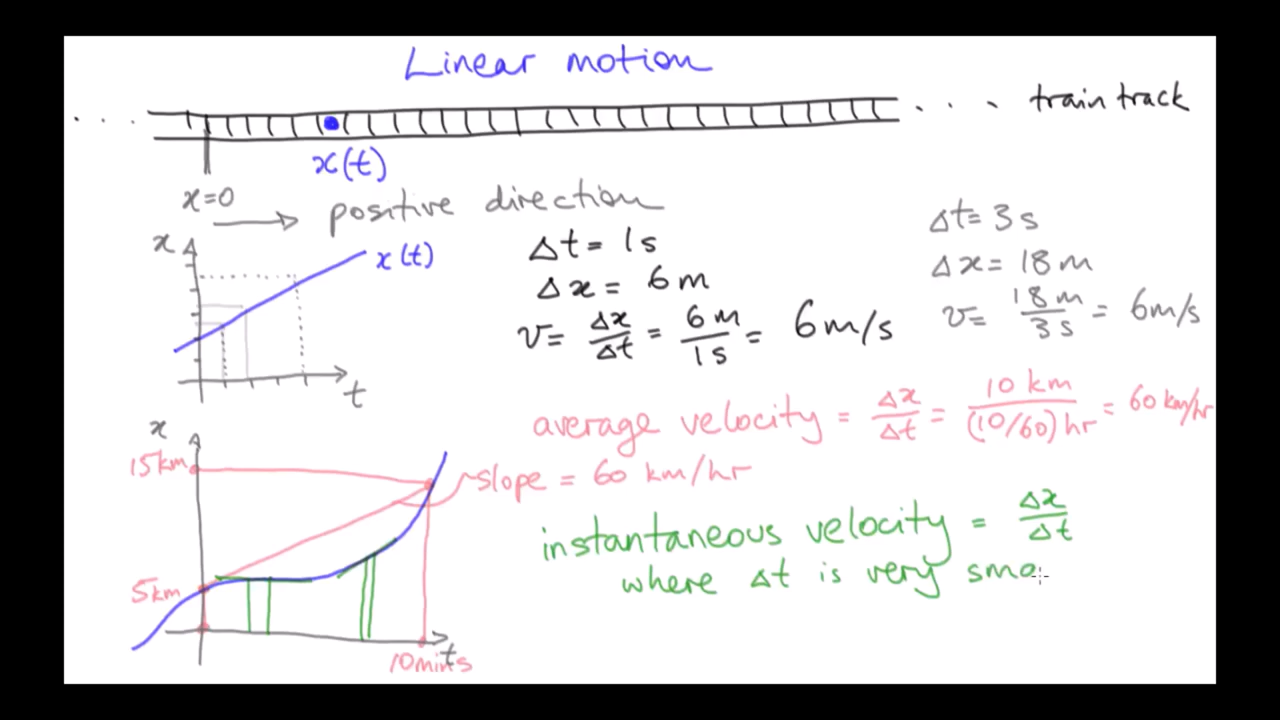 Linear motion
. . . . . . train track
x(t)
x=0
positive direction
x
x(t)
t
Δt = 1s
Δx = 6m
v = Δx/Δt = 6m/1s = 6m/s
Δt = 3s
Δx = 18m
v = 18m/3s = 6m/s
average velocity = Δx/Δt = 10 km/(10/60)hr = 60 km/hr
x
15km
slope = 60 km/hr
5km
t
10mins
instantaneous velocity = Δx/Δt
where Δt is very sma